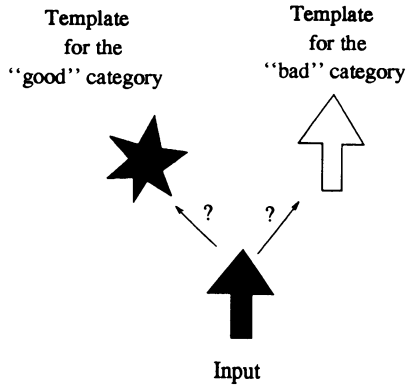 Template
for the
‘‘good’’ category
Template
for the
‘‘bad’’ category
?
?
Input